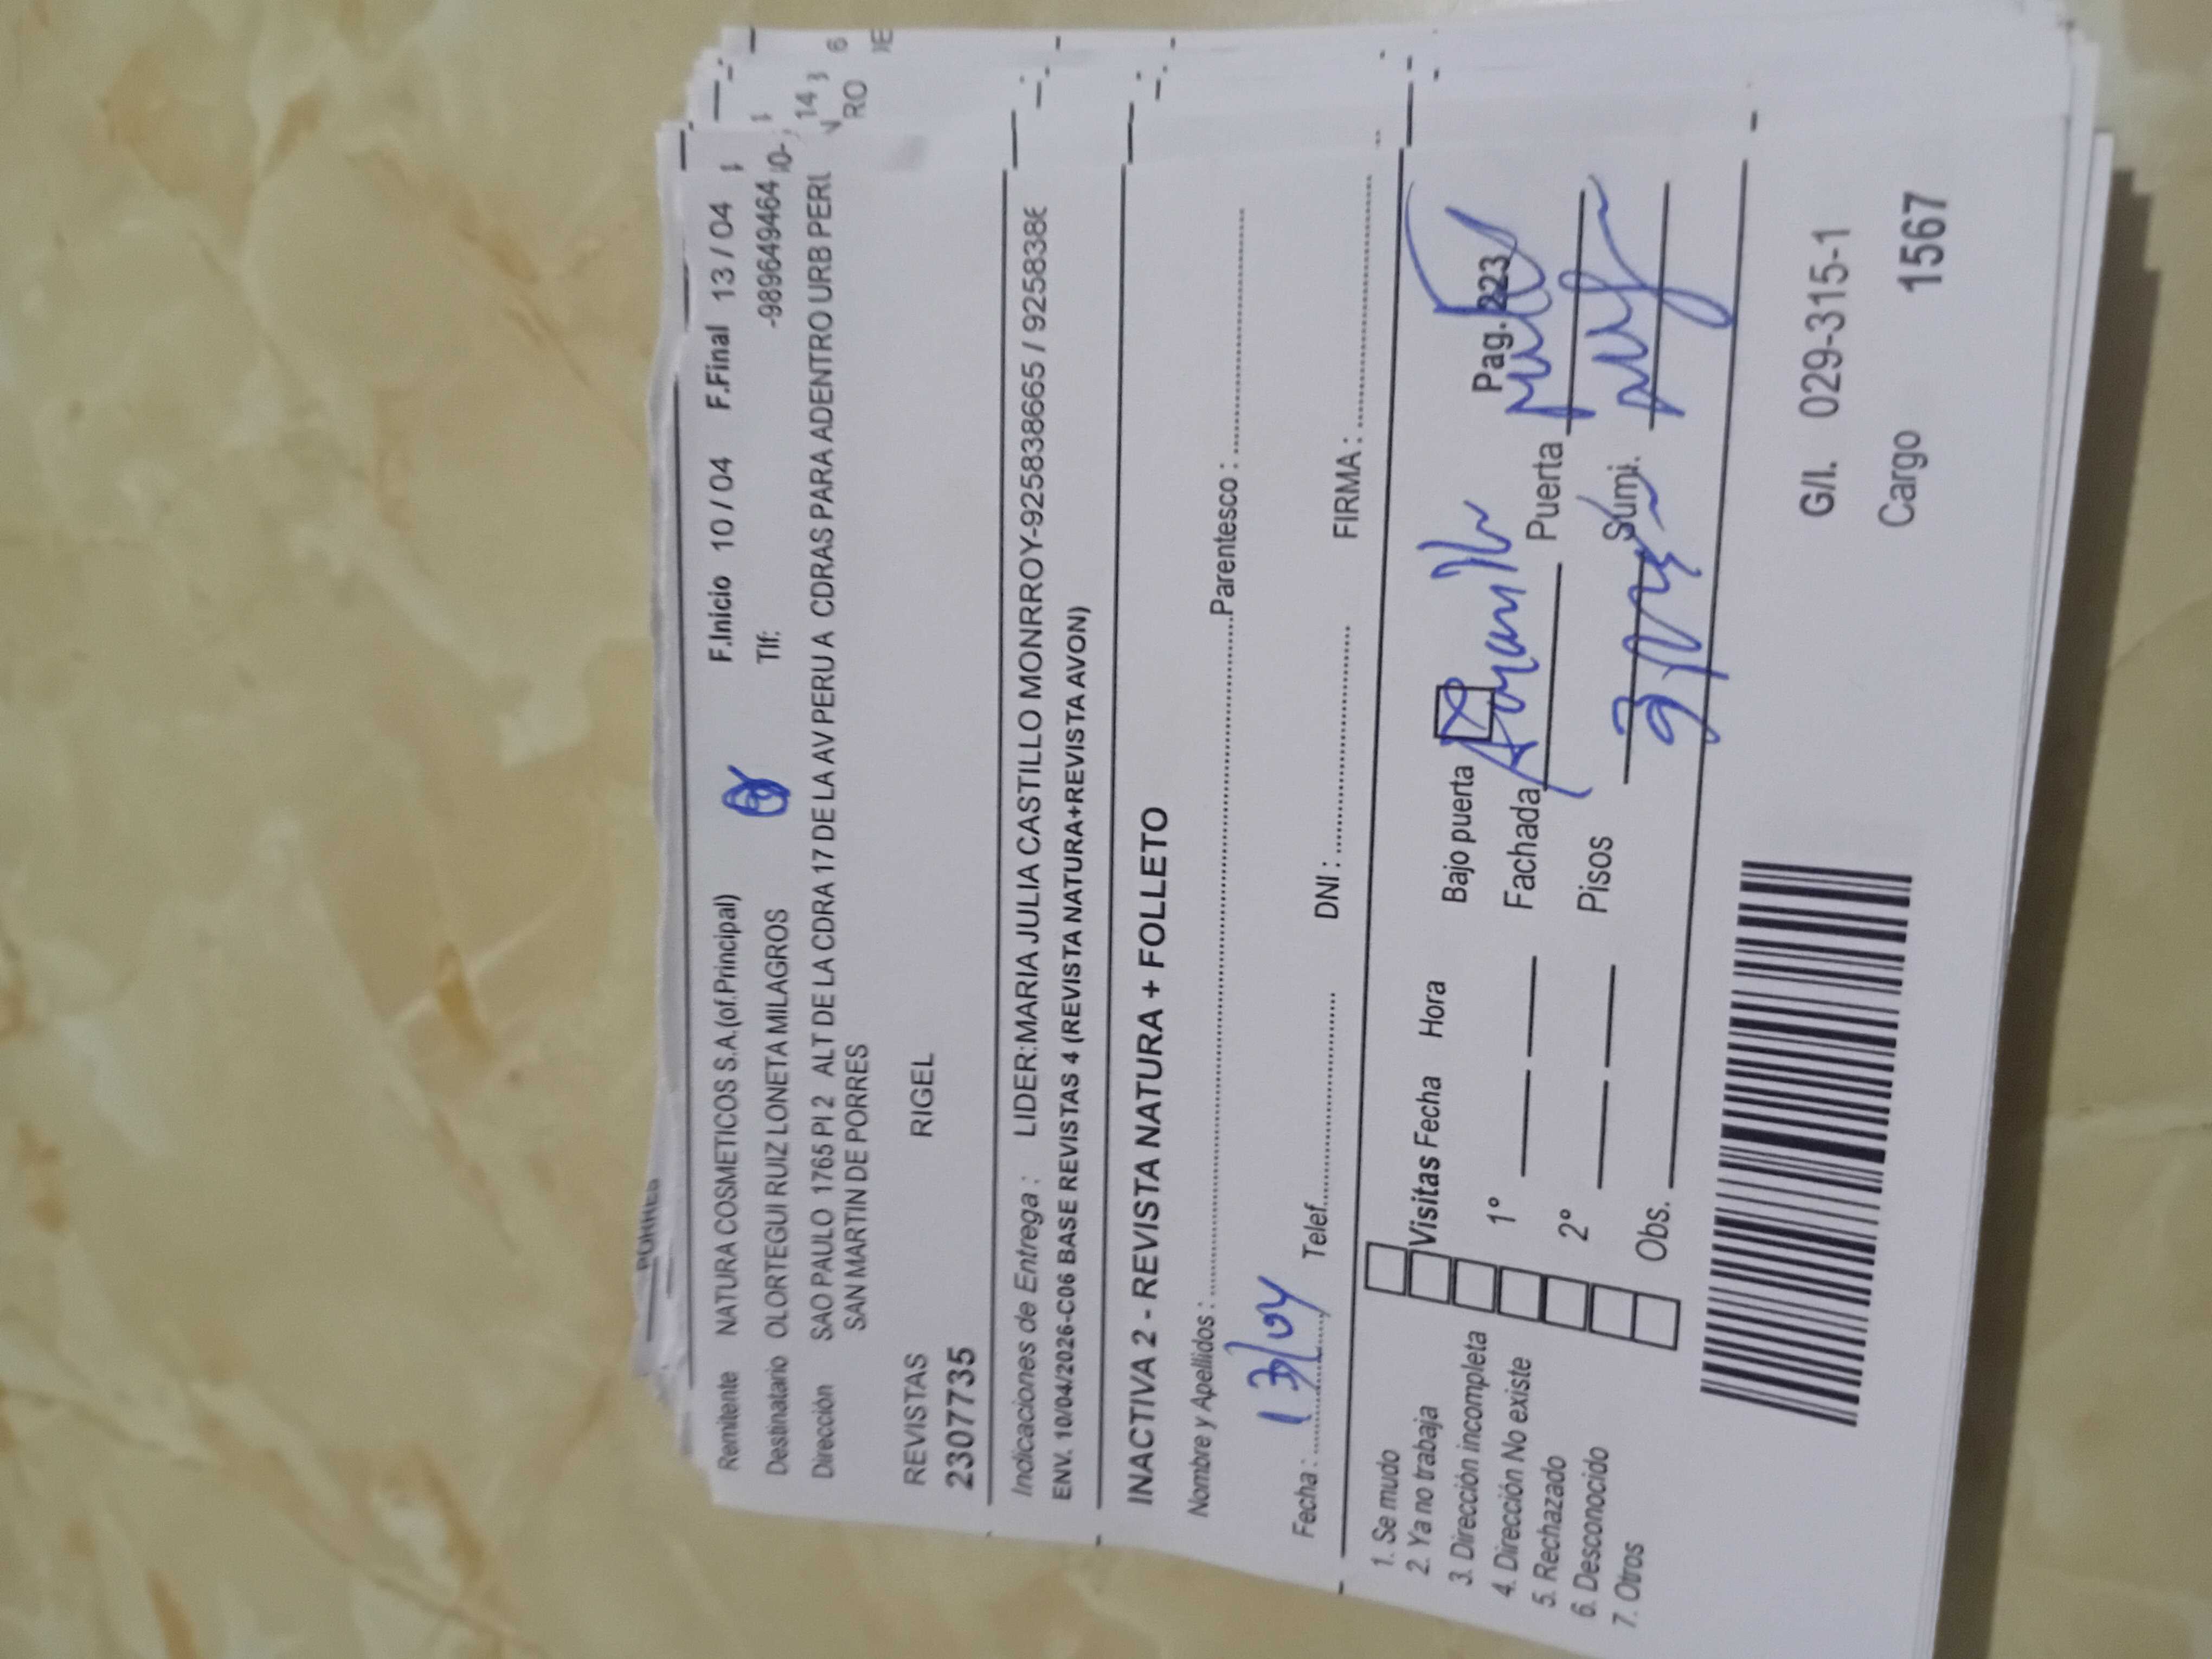 Remitente NATURA COSMETICOS S.A.(of.Principal) F.Inicio 10 / 04 F.Final 13 / 04
Destinatario OLORTEGUI RUIZ LONETA MILAGROS Tlf: -989649464
Dirección SAO PAULO 1765 PI 2 ALT DE LA CDRA 17 DE LA AV PERU A CDRAS PARA ADENTRO URB PERU
SAN MARTIN DE PORRES
REVISTAS RIGEL
2307735
Indicaciones de Entrega : LIDER:MARIA JULIA CASTILLO MONRROY-925838665 / 9258386
ENV. 10/04/2026-C06 BASE REVISTAS 4 (REVISTA NATURA+REVISTA AVON)
INACTIVA 2 - REVISTA NATURA + FOLLETO
Nombre y Apellidos : Parentesco :
Fecha : 13/04 Telef. DNI : FIRMA :
1. Se mudo
2. Ya no trabaja
3. Dirección incompleta
4. Dirección No existe
5. Rechazado
6. Desconocido
7. Otros
Visitas Fecha Hora
1º
2º
Obs.
Bajo puerta Pag. 223
Fachada Puerta
Pisos Sumi.
G/I. 029-315-1
Cargo 1567